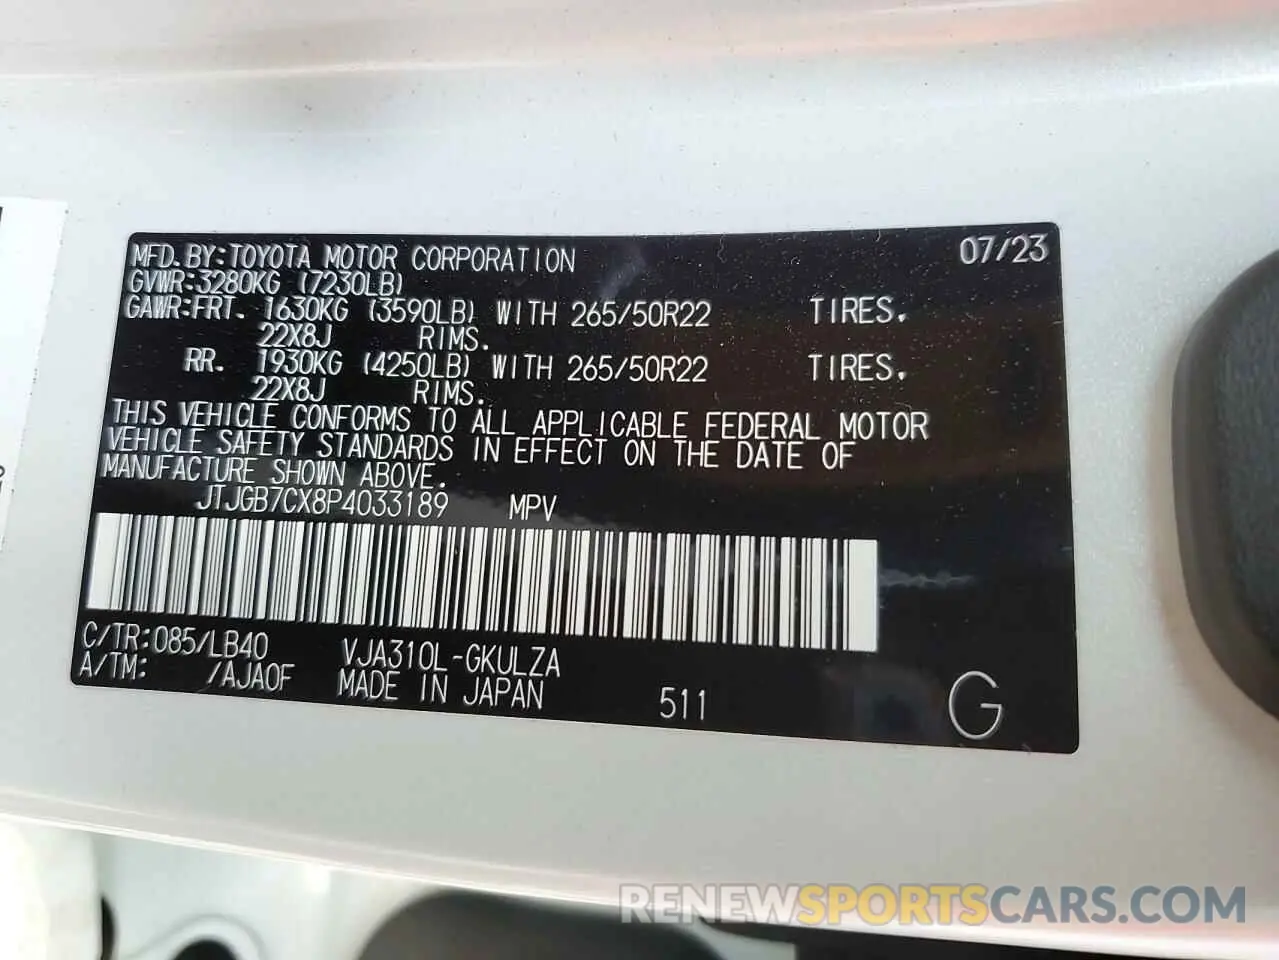 MFD. BY: TOYOTA MOTOR CORPORATION 07/23
GVWR: 3280KG (7230LB)
GAWR: FRT. 1630KG (3590LB) WITH 265/50R22 TIRES.
22X8J RIMS.
RR. 1930KG (4250LB) WITH 265/50R22 TIRES.
22X8J RIMS.
THIS VEHICLE CONFORMS TO ALL APPLICABLE FEDERAL MOTOR
VEHICLE SAFETY STANDARDS IN EFFECT ON THE DATE OF
MANUFACTURE SHOWN ABOVE.
JTJGB7CX8P4033189 MPV
C/TR: 085/LB40 VJA310L-GKULZA
A/TM: /AJA0F MADE IN JAPAN 511 G
RENEWSPORTSCARS.COM